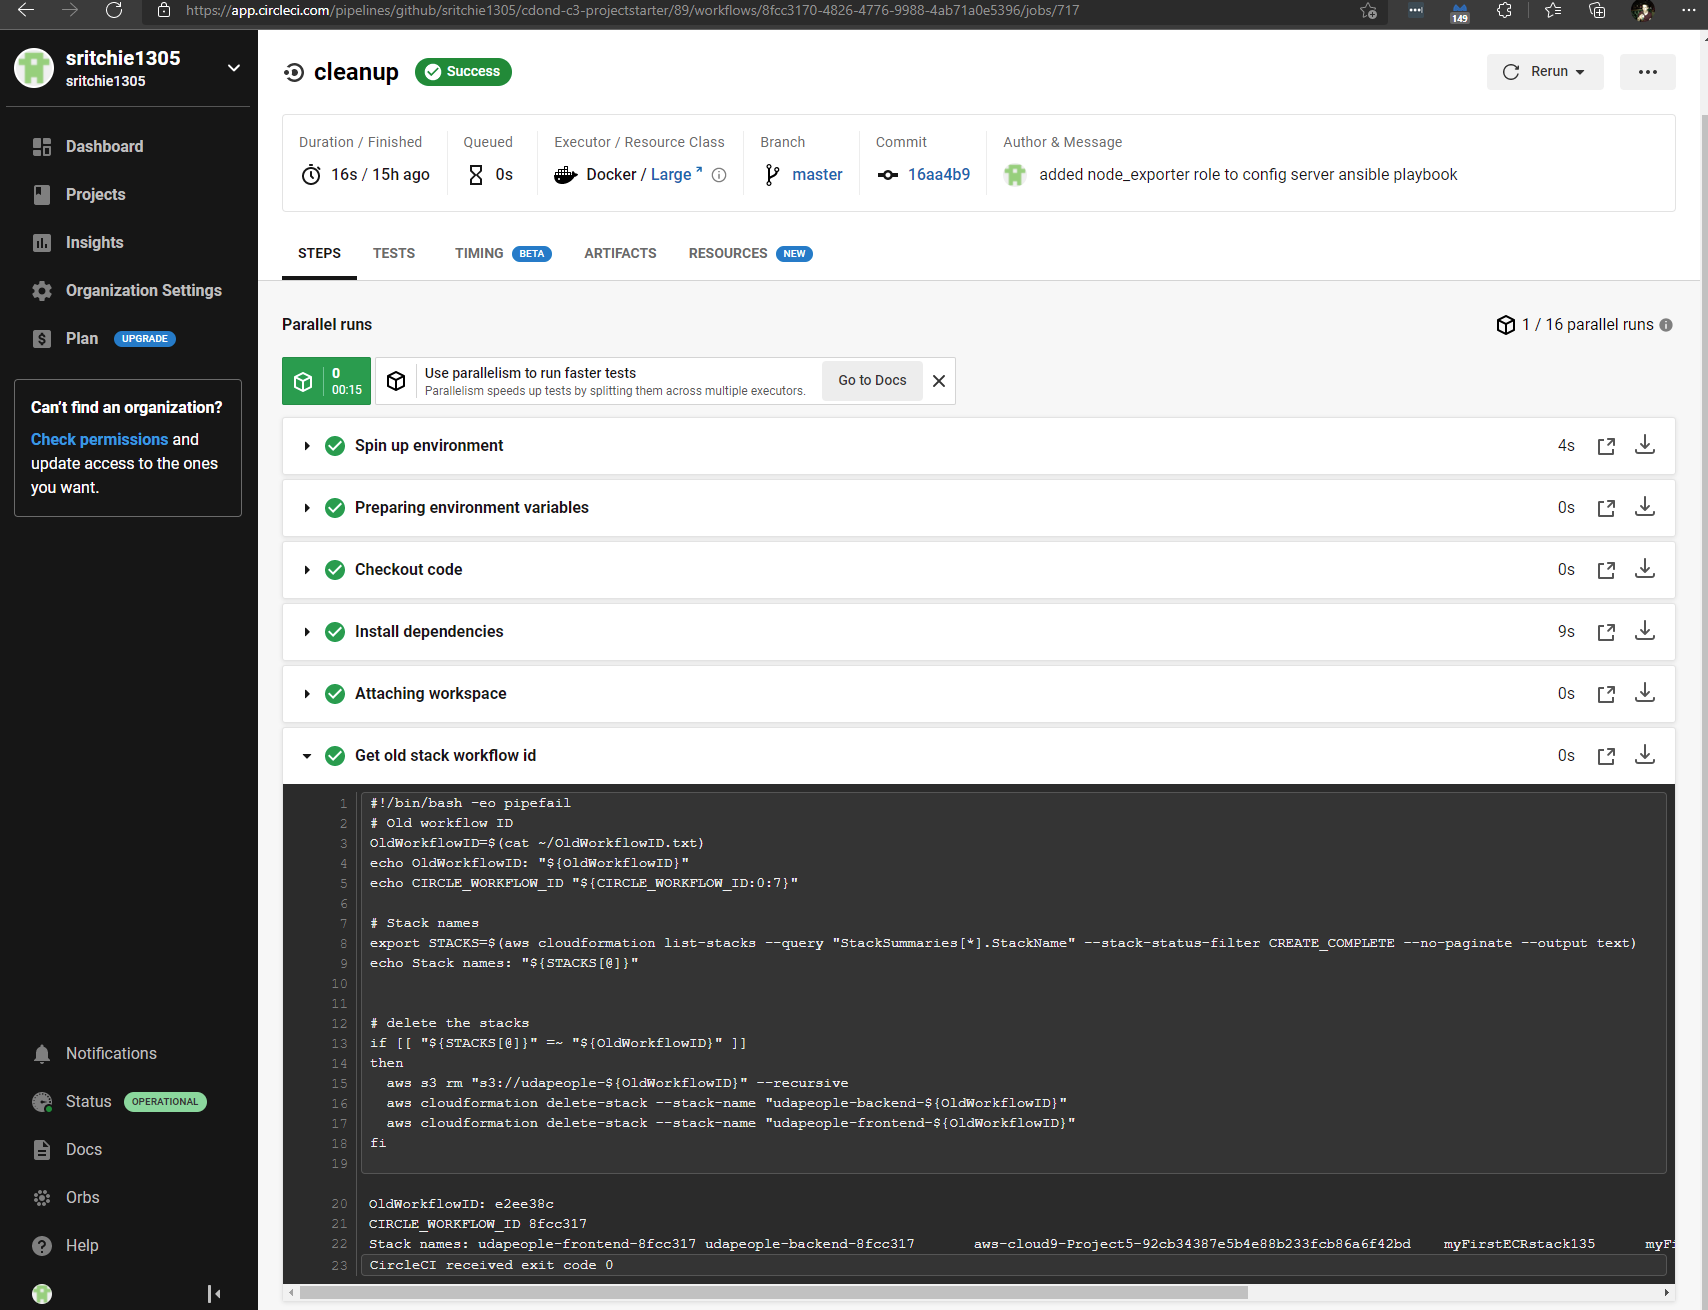 https://app.circleci.com/pipelines/github/sritchie1305/cdond-c3-projectstarter/89/workflows/8fcc3170-4826-4776-9988-4ab71a0e5396/jobs/717
149
sritchie1305
sritchie1305
Dashboard
Projects
Insights
Organization Settings
Plan UPGRADE
Can't find an organization?
Check permissions and
update access to the ones
you want.
Notifications
Status OPERATIONAL
Docs
Orbs
Help
cleanup Success
Rerun
Duration / Finished
16s / 15h ago
Queued
0s
Executor / Resource Class
Docker / Large
Branch
master
Commit
16aa4b9
Author & Message
added node_exporter role to config server ansible playbook
STEPS TESTS TIMING BETA ARTIFACTS RESOURCES NEW
Parallel runs
1 / 16 parallel runs
0
00:15
Use parallelism to run faster tests
Parallelism speeds up tests by splitting them across multiple executors.
Go to Docs
Spin up environment 4s
Preparing environment variables 0s
Checkout code 0s
Install dependencies 9s
Attaching workspace 0s
Get old stack workflow id 0s
1 #!/bin/bash -eo pipefail
2 # Old workflow ID
3 OldWorkflowID=$(cat ~/OldWorkflowID.txt)
4 echo OldWorkflowID: "${OldWorkflowID}"
5 echo CIRCLE_WORKFLOW_ID "${CIRCLE_WORKFLOW_ID:0:7}"
6
7 # Stack names
8 export STACKS=$(aws cloudformation list-stacks --query "StackSummaries[*].StackName" --stack-status-filter CREATE_COMPLETE --no-paginate --output text)
9 echo Stack names: "${STACKS[@]}"
10
11
12 # delete the stacks
13 if [[ "${STACKS[@]}" =~ "${OldWorkflowID}" ]]
14 then
15 aws s3 rm "s3://udapeople-${OldWorkflowID}" --recursive
16 aws cloudformation delete-stack --stack-name "udapeople-backend-${OldWorkflowID}"
17 aws cloudformation delete-stack --stack-name "udapeople-frontend-${OldWorkflowID}"
18 fi
19
20 OldWorkflowID: e2ee38c
21 CIRCLE_WORKFLOW_ID 8fcc317
22 Stack names: udapeople-frontend-8fcc317 udapeople-backend-8fcc317 aws-cloud9-Project5-92cb34387e5b4e88b233fcb86a6f42bd myFirstECRstack135
23 CircleCI received exit code 0